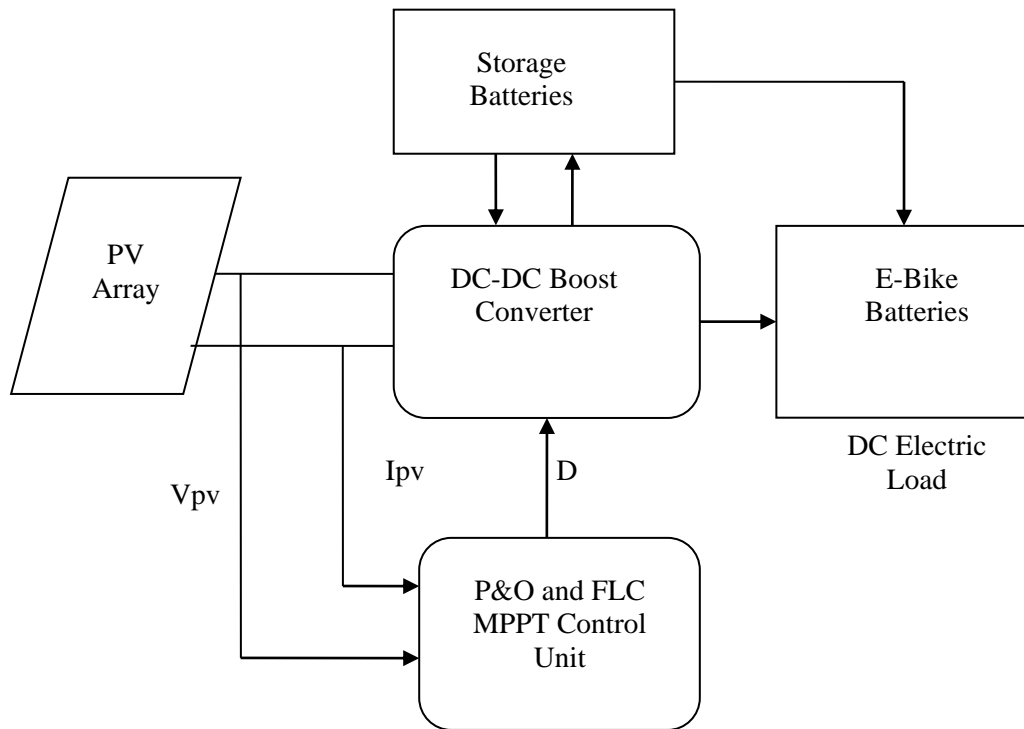 Storage
Batteries
PV
Array
DC-DC Boost
Converter
E-Bike
Batteries
DC Electric
Load
Ipv
D
Vpv
P&O and FLC
MPPT Control
Unit